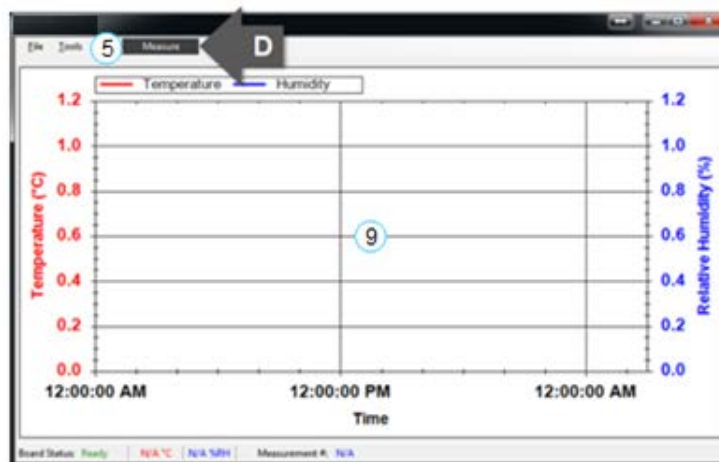 File Tools 5 Measure D
Temperature Humidity
1.2 1.2
1.0 1.0
0.8 0.8
0.6 9 0.6
0.4 0.4
0.2 0.2
0.0 0.0
Temperature (°C)
Relative Humidity (%)
12:00:00 AM 12:00:00 PM 12:00:00 AM
Time
Board Status: Ready N/A °C N/A %RH Measurement #: N/A